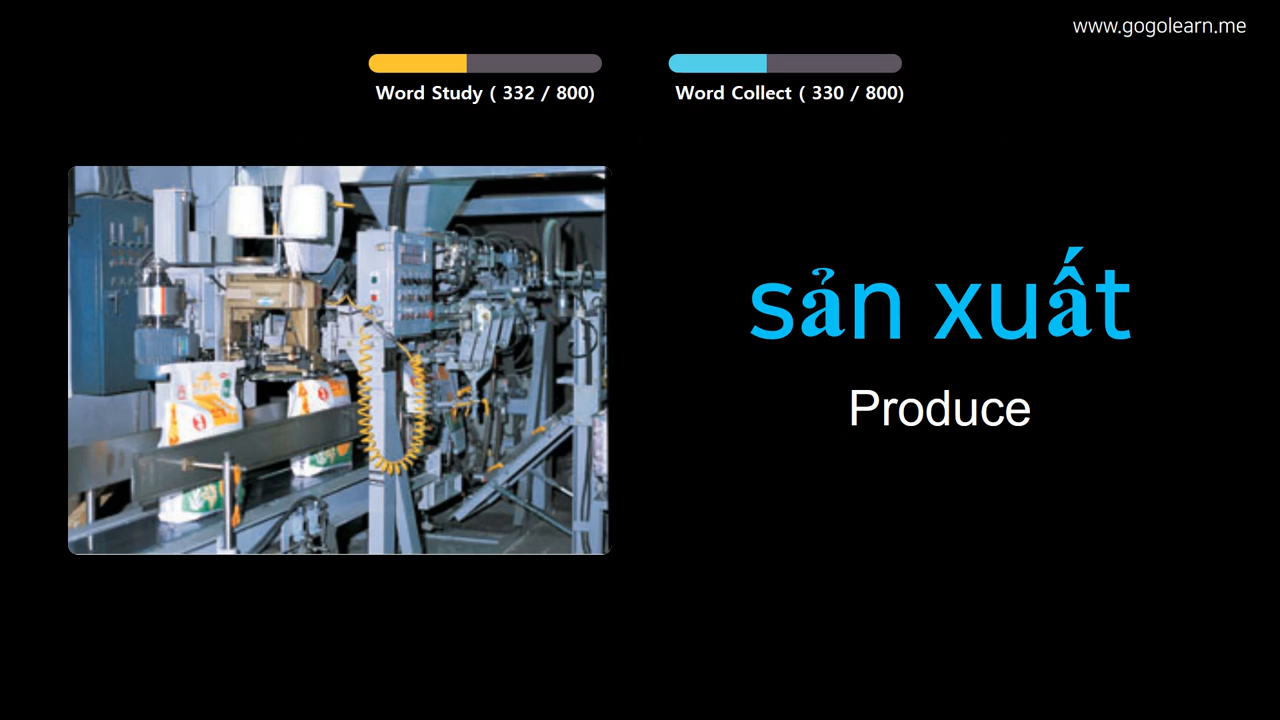 www.gogolearn.me
Word Study ( 332 / 800)
Word Collect ( 330 / 800)
sản xuất
Produce